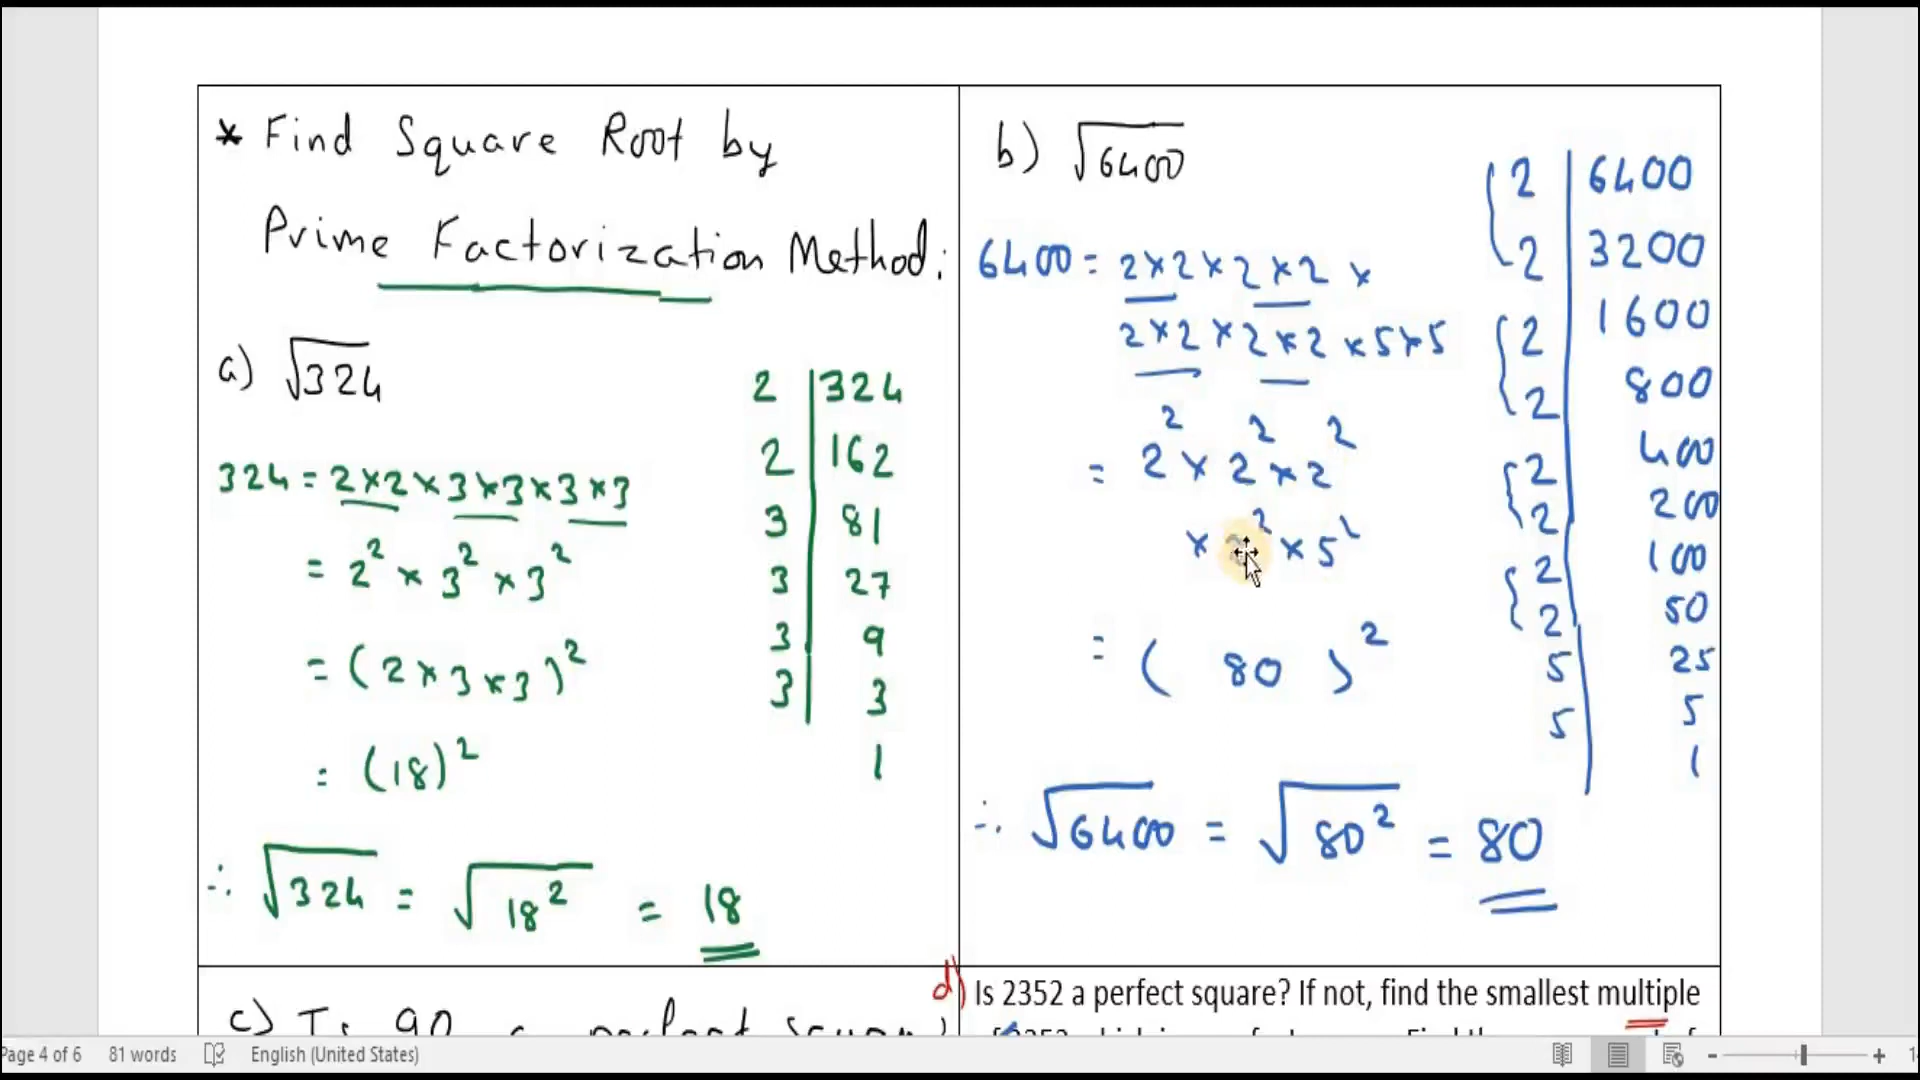 * Find Square Root by
Prime Factorization Method:
a) √324
2 | 324
2 | 162
3 | 81
3 | 27
3 | 9
3 | 3
1
324 = 2×2×3×3×3×3
= 2² × 3² × 3²
= (2×3×3)²
= (18)²
∴ √324 = √18² = 18
b) √6400
2 | 6400
2 | 3200
2 | 1600
2 | 800
2 | 400
2 | 200
2 | 100
2 | 50
5 | 25
5 | 5
1
6400 = 2×2×2×2×
2×2×2×2×5×5
= 2² × 2² × 2²
× 2² × 5²
= ( 80 )²
∴ √6400 = √80² = 80
d) Is 2352 a perfect square? If not, find the smallest multiple
Page 4 of 6 81 words English (United States)